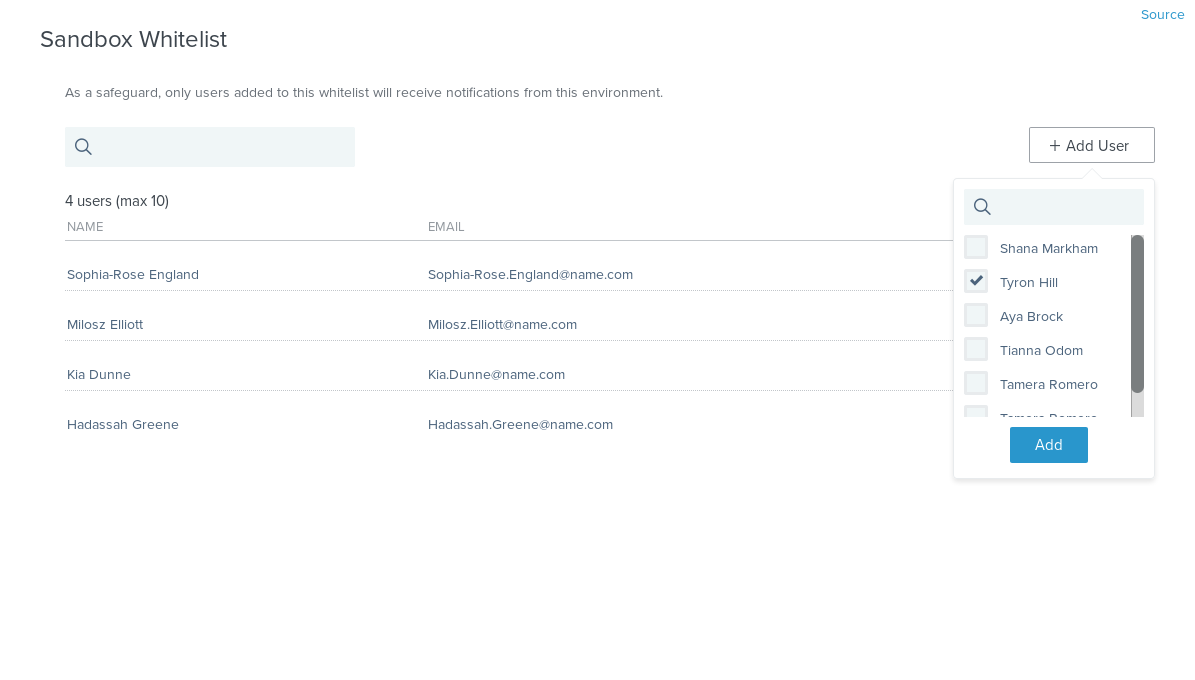 Source
Sandbox Whitelist
As a safeguard, only users added to this whitelist will receive notifications from this environment.
+ Add User
4 users (max 10)
NAME EMAIL
Sophia-Rose England Sophia-Rose.England@name.com
Milosz Elliott Milosz.Elliott@name.com
Kia Dunne Kia.Dunne@name.com
Hadassah Greene Hadassah.Greene@name.com
Shana Markham
Tyron Hill
Aya Brock
Tianna Odom
Tamera Romero
Tamera Romero
Add